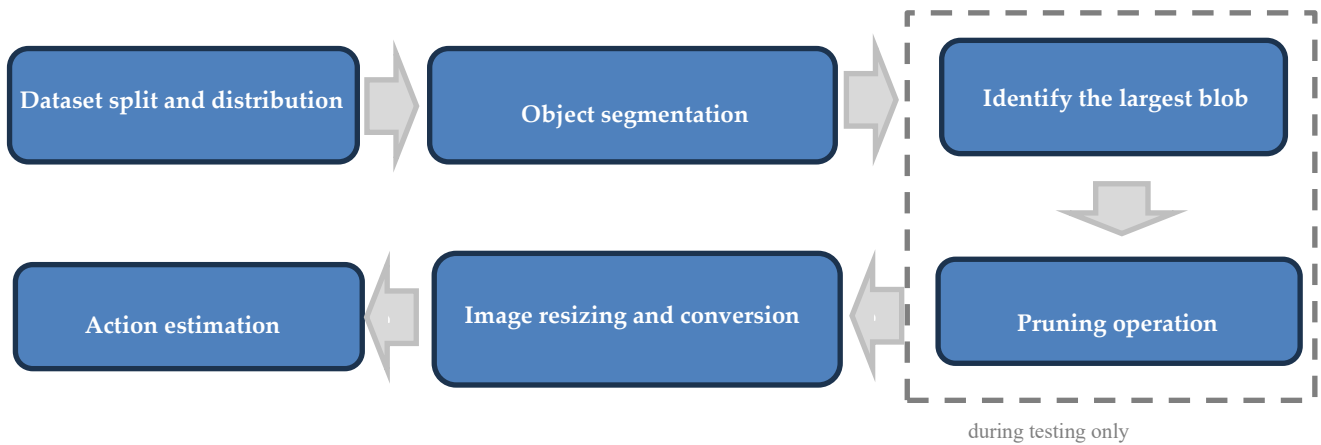 Dataset split and distribution
Object segmentation
Identify the largest blob
Pruning operation
Image resizing and conversion
Action estimation
during testing only